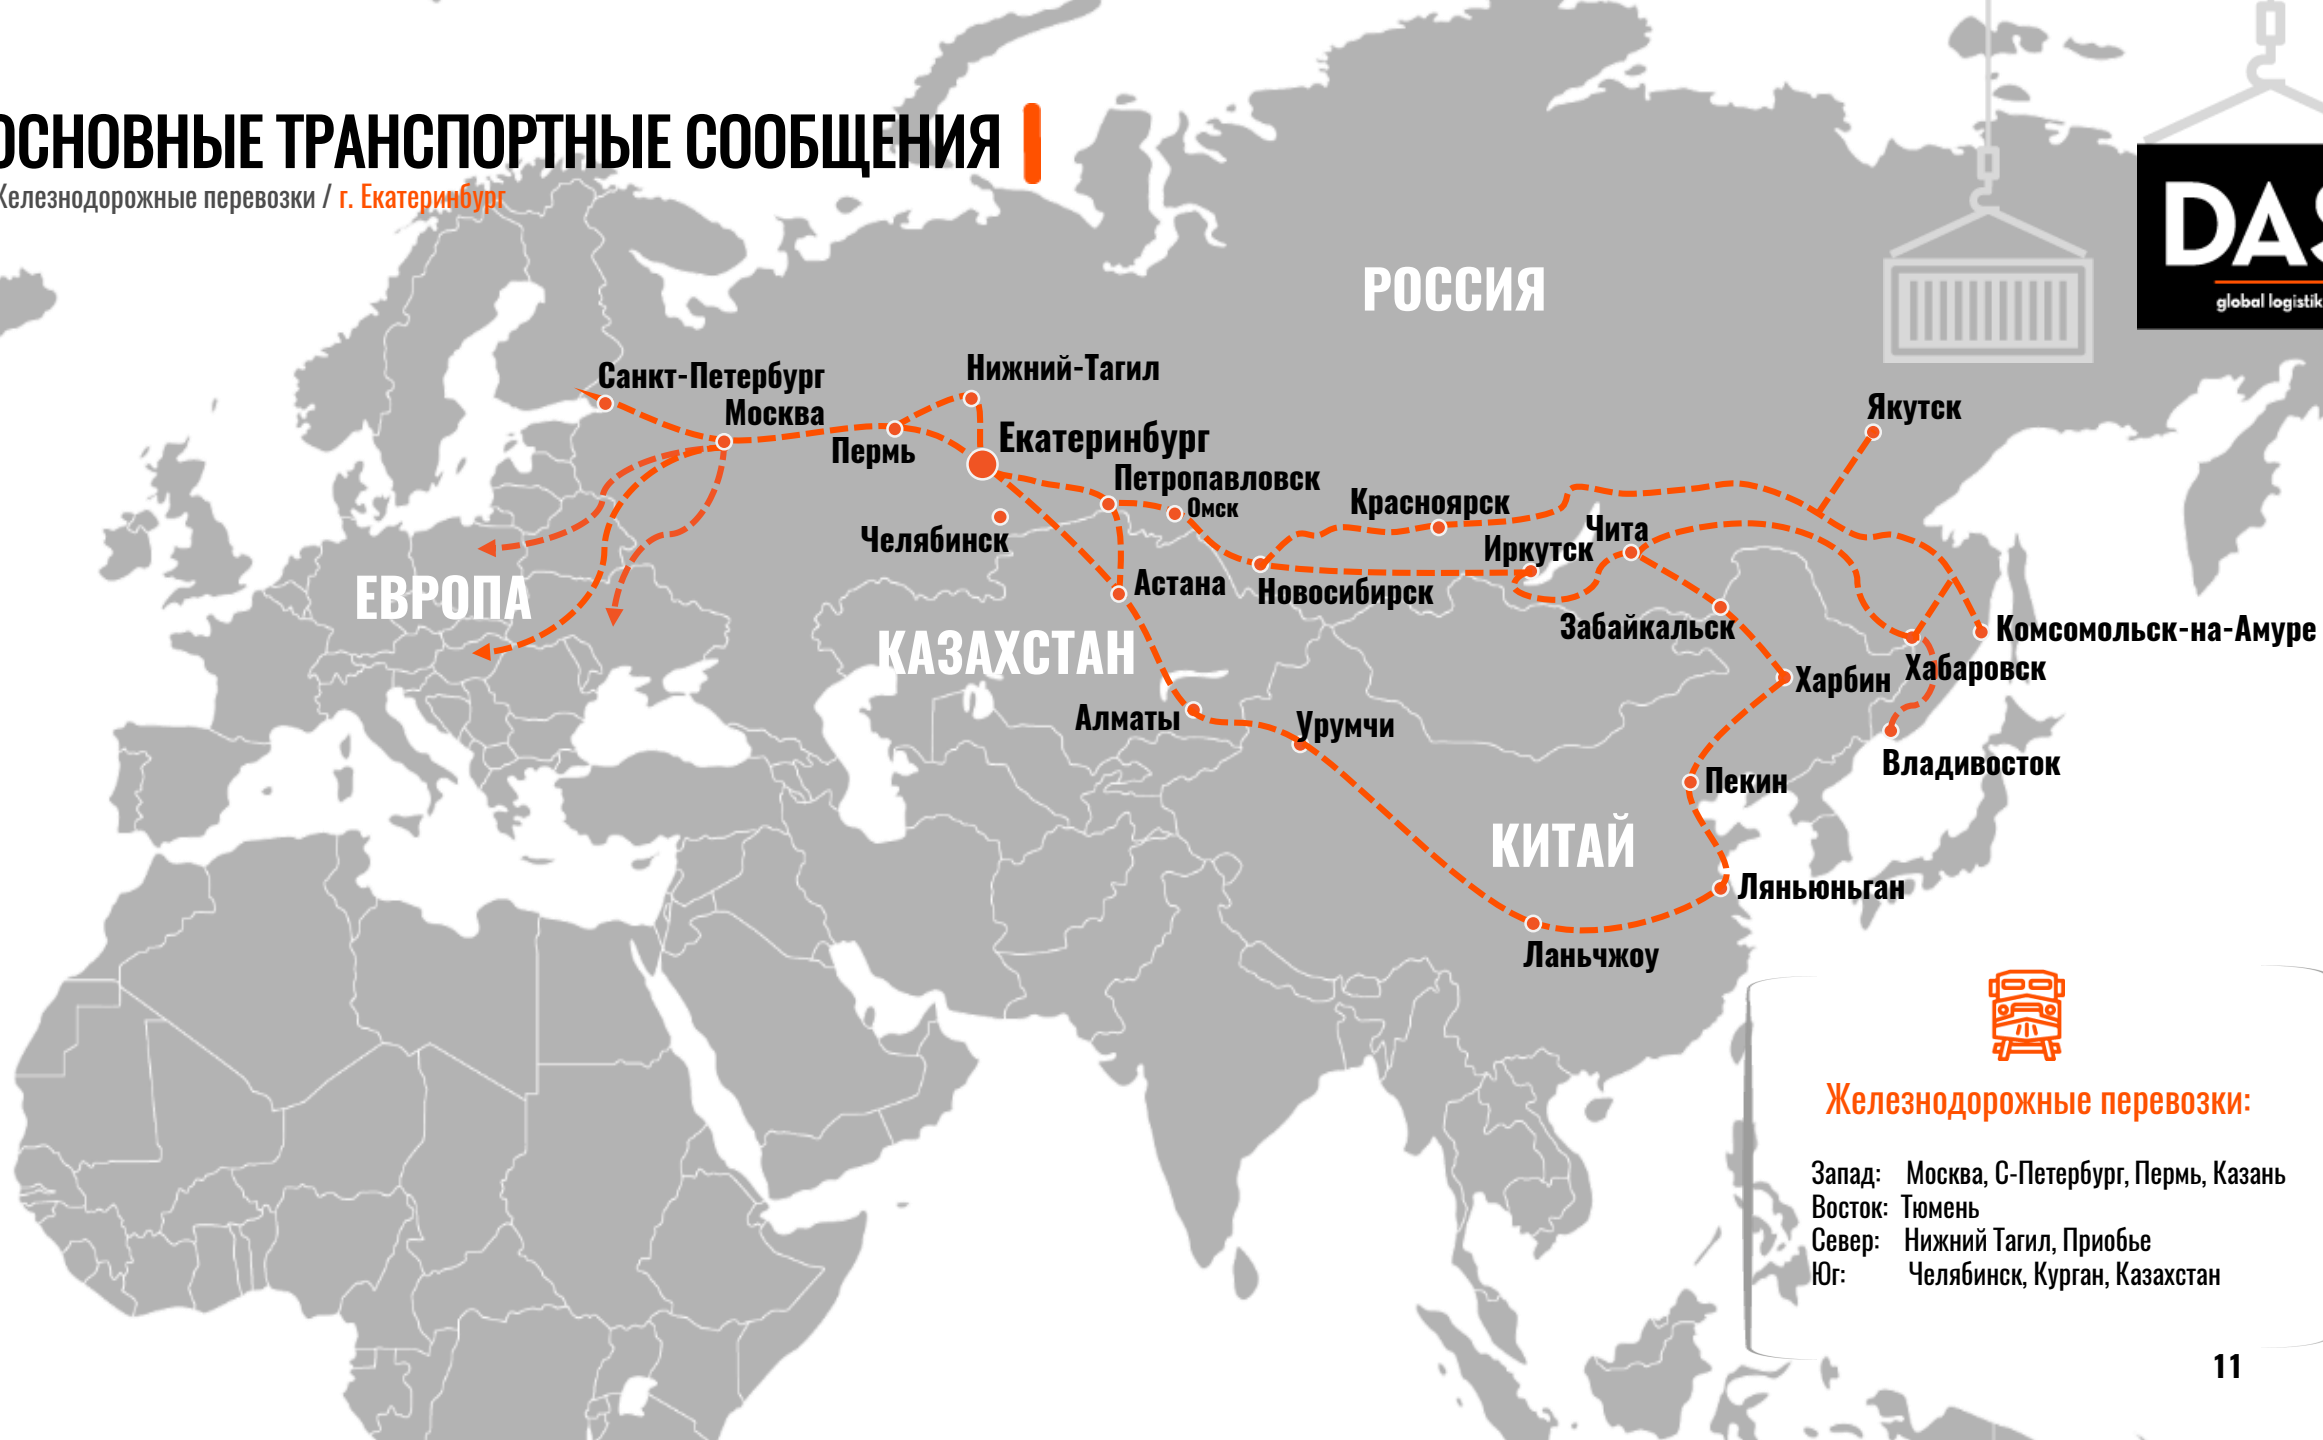 ОСНОВНЫЕ ТРАНСПОРТНЫЕ СООБЩЕНИЯ
Железнодорожные перевозки / г. Екатеринбург
DAS
global logistik
РОССИЯ
Санкт-Петербург
Москва
Нижний-Тагил
Пермь
Екатеринбург
Петропавловск
Омск
Челябинск
Красноярск
Чита
Иркутск
Якутск
ЕВРОПА
Астана
Новосибирск
Забайкальск
Комсомольск-на-Амуре
КАЗАХСТАН
Хабаровск
Харбин
Алматы
Урумчи
Владивосток
Пекин
КИТАЙ
Ляньюньган
Ланьчжоу
Железнодорожные перевозки:
Запад: Москва, С-Петербург, Пермь, Казань
Восток: Тюмень
Север: Нижний Тагил, Приобье
Юг: Челябинск, Курган, Казахстан
11